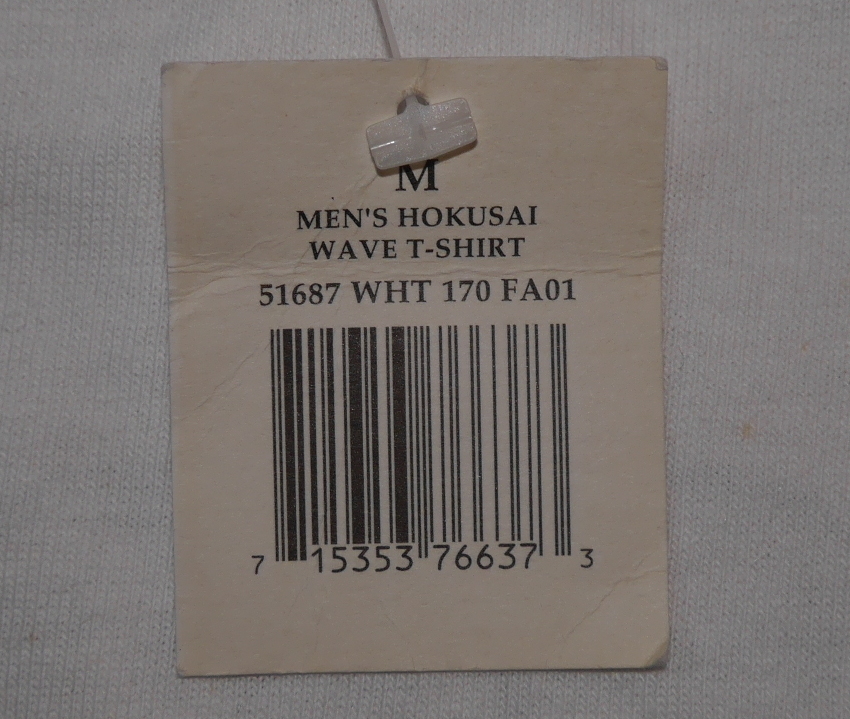 M
MEN'S HOKUSAI
WAVE T-SHIRT
51687 WHT 170 FA01
7 15353 76637 3